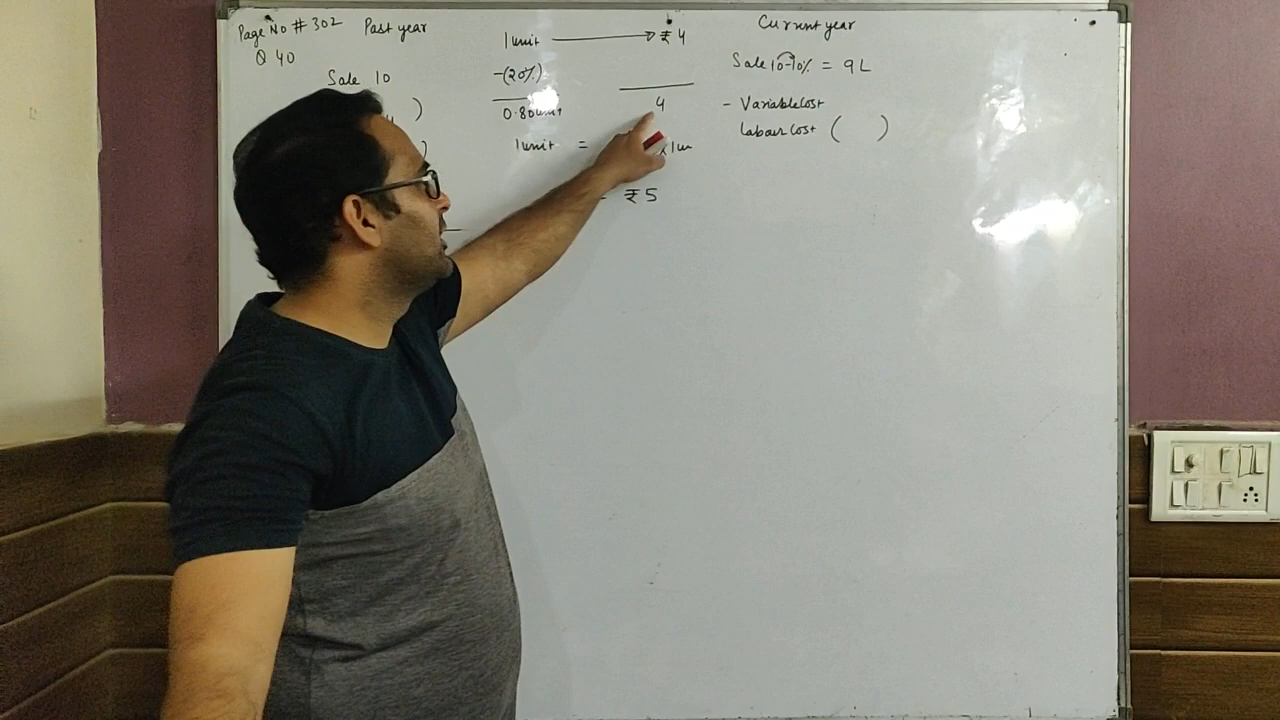 Page No # 302
Q 40
Past year
Sale 10
)
)
1 unit → ₹ 4
-(20%)
0.80 unit 4
1 unit = x 1 u
= ₹ 5
Current year
Sale 10-10% = 9 L
- Variable cost
Labour cost ( )